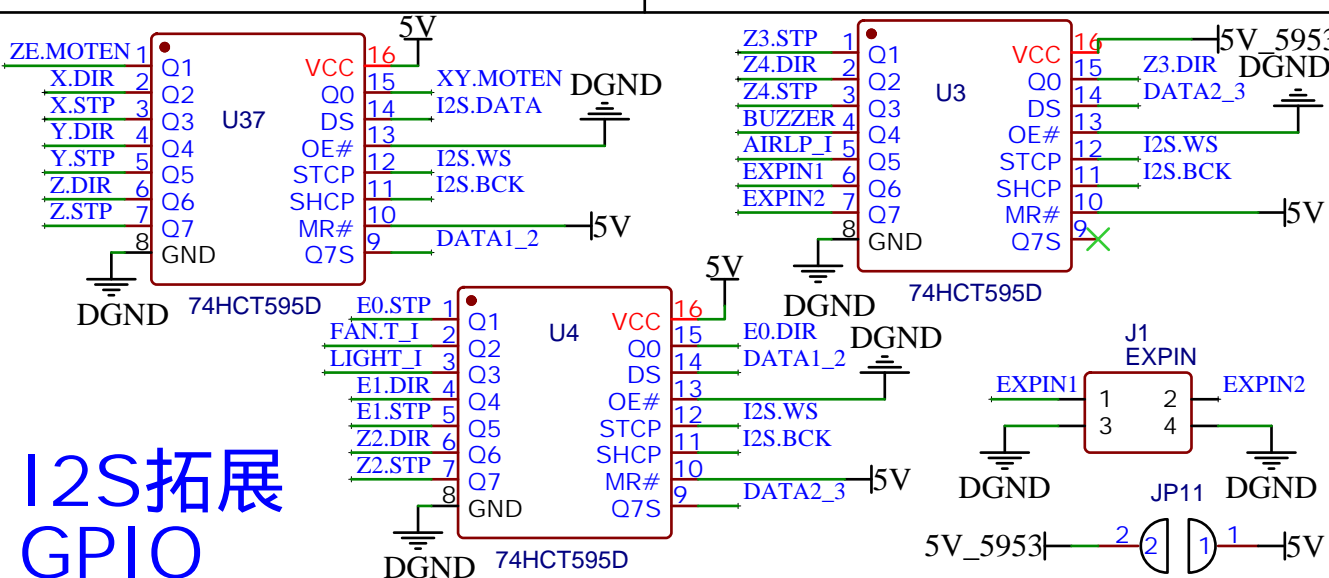 5V
ZE.MOTEN 1 Q1 VCC 16
X.DIR 2 Q2 Q0 15 XY.MOTEN
X.STP 3 Q3 DS 14 I2S.DATA
Y.DIR 4 Q4 OE# 13 DGND
Y.STP 5 Q5 STCP 12 I2S.WS
Z.DIR 6 Q6 SHCP 11 I2S.BCK
Z.STP 7 Q7 MR# 10 5V
8 GND Q7S 9 DATA1_2
U37
DGND
74HCT595D
Z3.STP 1 Q1 VCC 16 5V_5953
Z4.DIR 2 Q2 Q0 15 Z3.DIR
Z4.STP 3 Q3 DS 14 DATA2_3
BUZZER 4 Q4 OE# 13 DGND
AIRLP_I 5 Q5 STCP 12 I2S.WS
EXPIN1 6 Q6 SHCP 11 I2S.BCK
EXPIN2 7 Q7 MR# 10 5V
8 GND Q7S 9
U3
DGND
74HCT595D
5V
E0.STP 1 Q1 VCC 16
FAN.T_I 2 Q2 Q0 15 E0.DIR
LIGHT_I 3 Q3 DS 14 DATA1_2
E1.DIR 4 Q4 OE# 13 DGND
E1.STP 5 Q5 STCP 12 I2S.WS
Z2.DIR 6 Q6 SHCP 11 I2S.BCK
Z2.STP 7 Q7 MR# 10 5V
8 GND Q7S 9 DATA2_3
U4
DGND
74HCT595D
J1
EXPIN
EXPIN1 1 2 EXPIN2
3 4
DGND DGND
JP11
5V_5953 2 2 1 1 5V
I2S拓展
GPIO